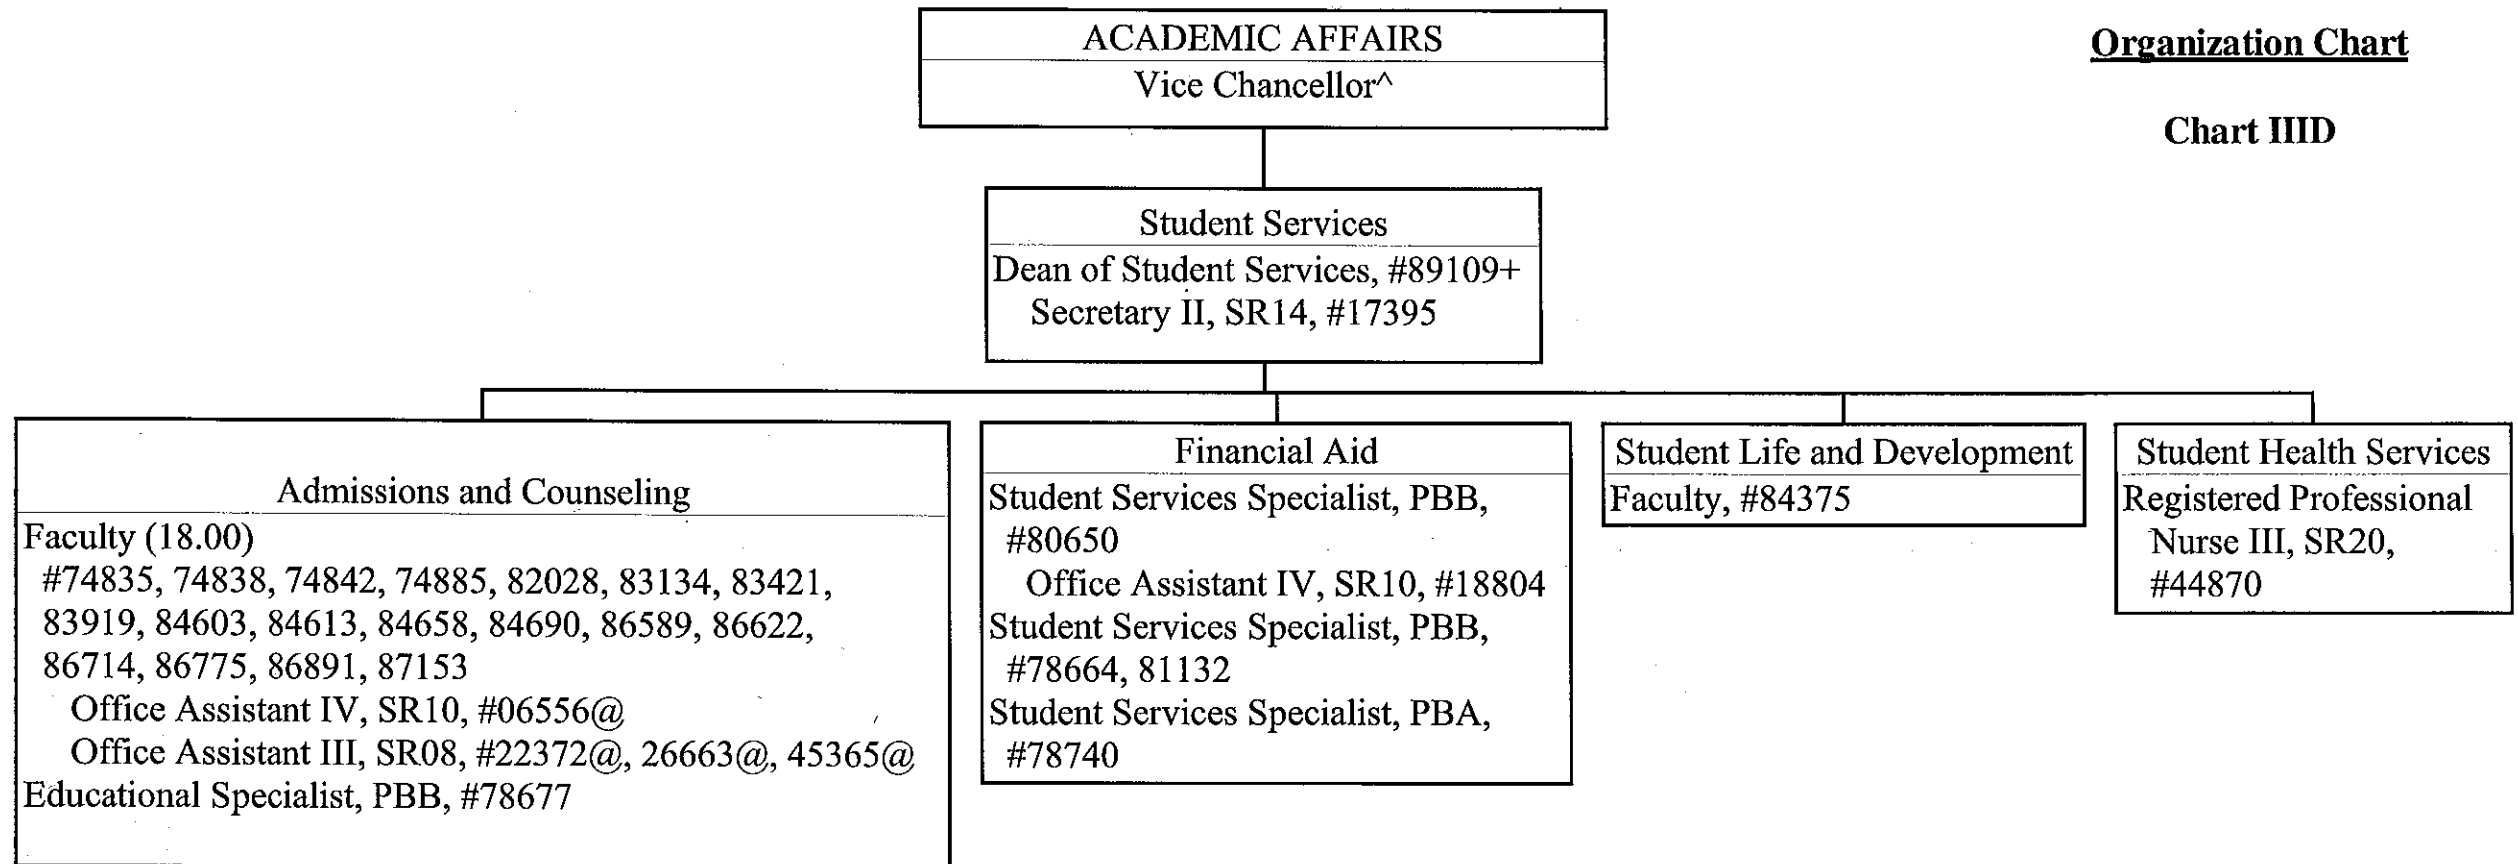 ACADEMIC AFFAIRS
Vice Chancellor^
Organization Chart
Chart IIID
Student Services
Dean of Student Services, #89109+
Secretary II, SR14, #17395
Admissions and Counseling
Faculty (18.00)
#74835, 74838, 74842, 74885, 82028, 83134, 83421,
83919, 84603, 84613, 84658, 84690, 86589, 86622,
86714, 86775, 86891, 87153
Office Assistant IV, SR10, #06556@
Office Assistant III, SR08, #22372@, 26663@, 45365@
Educational Specialist, PBB, #78677
Financial Aid
Student Services Specialist, PBB,
#80650
Office Assistant IV, SR10, #18804
Student Services Specialist, PBB,
#78664, 81132
Student Services Specialist, PBA,
#78740
Student Life and Development
Faculty, #84375
Student Health Services
Registered Professional
Nurse III, SR20,
#44870